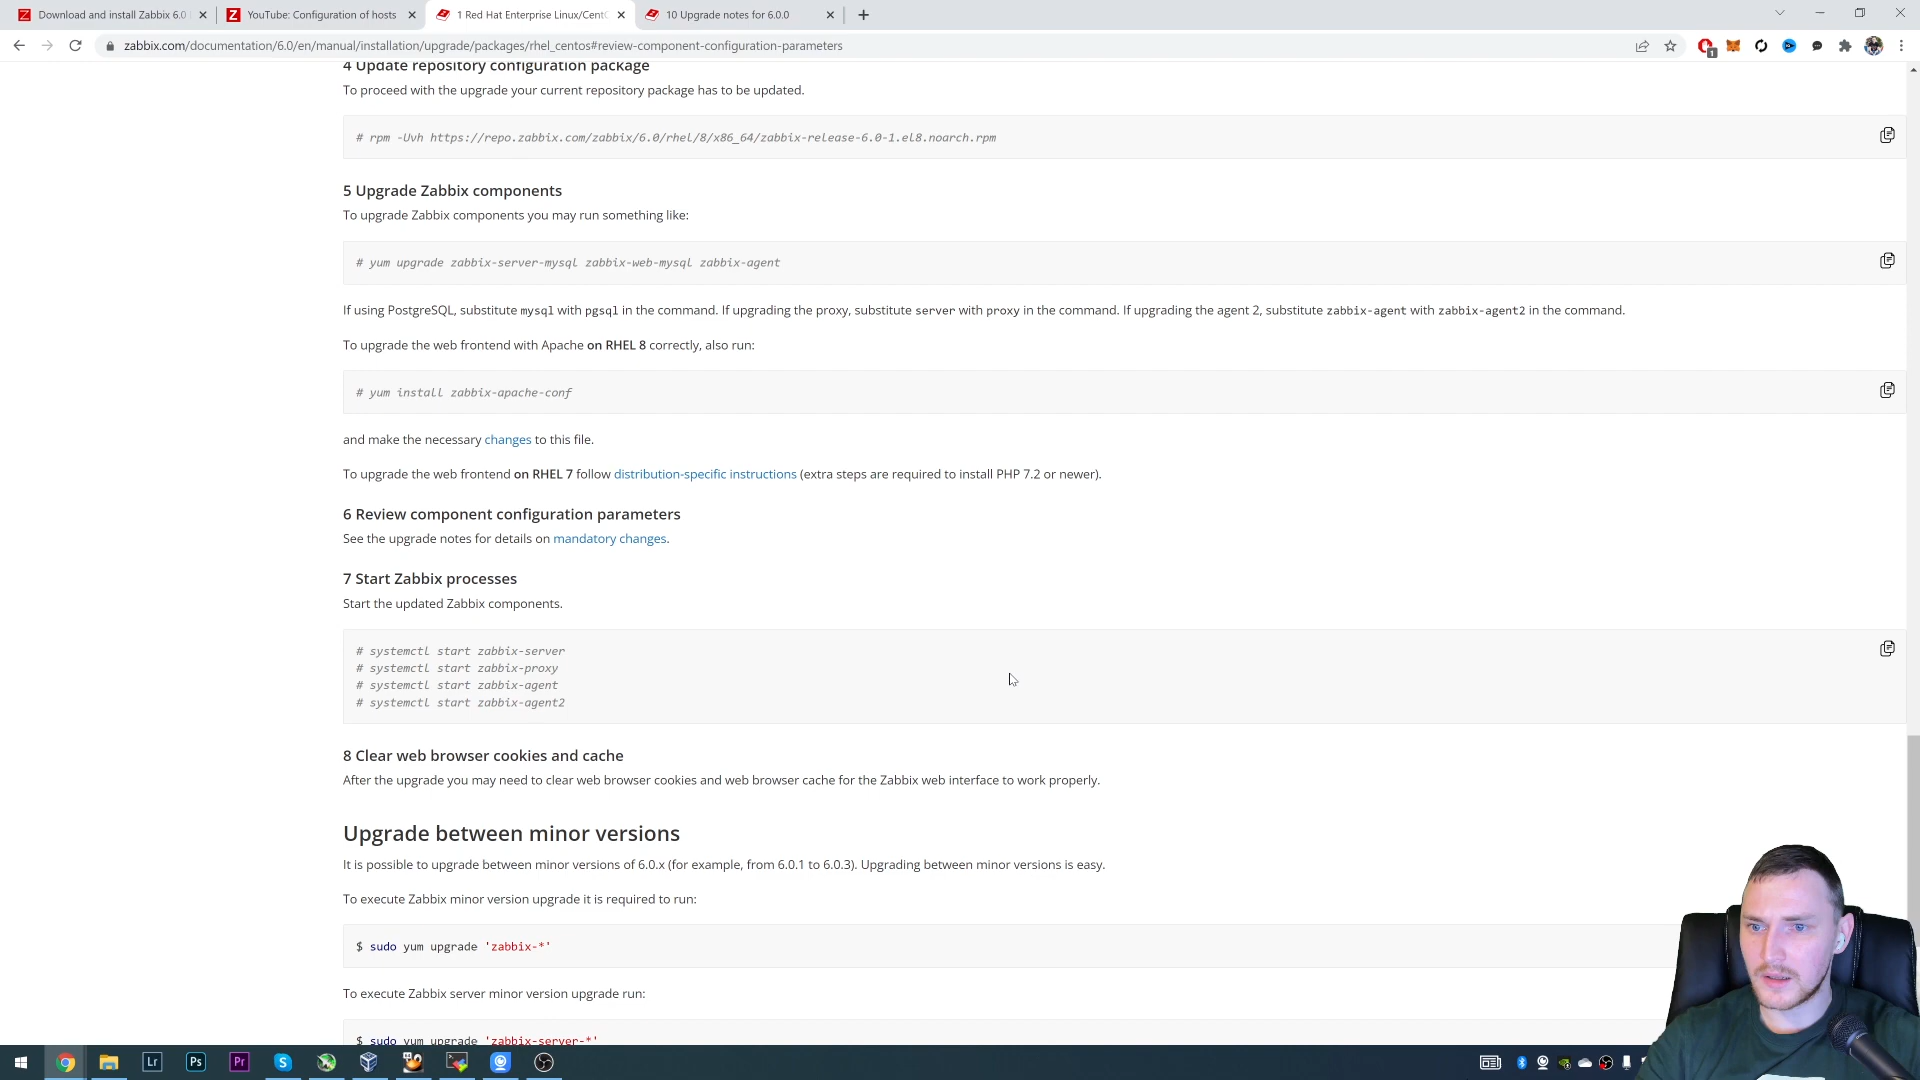 Download and install Zabbix 6.0
YouTube: Configuration of hosts
1 Red Hat Enterprise Linux/CentO
10 Upgrade notes for 6.0.0
zabbix.com/documentation/6.0/en/manual/installation/upgrade/packages/rhel_centos#review-component-configuration-parameters
1
4 Update repository configuration package
To proceed with the upgrade your current repository package has to be updated.
# rpm -Uvh https://repo.zabbix.com/zabbix/6.0/rhel/8/x86_64/zabbix-release-6.0-1.el8.noarch.rpm
5 Upgrade Zabbix components
To upgrade Zabbix components you may run something like:
# yum upgrade zabbix-server-mysql zabbix-web-mysql zabbix-agent
If using PostgreSQL, substitute mysql with pgsql in the command. If upgrading the proxy, substitute server with proxy in the command. If upgrading the agent 2, substitute zabbix-agent with zabbix-agent2 in the command.
To upgrade the web frontend with Apache on RHEL 8 correctly, also run:
# yum install zabbix-apache-conf
and make the necessary changes to this file.
To upgrade the web frontend on RHEL 7 follow distribution-specific instructions (extra steps are required to install PHP 7.2 or newer).
6 Review component configuration parameters
See the upgrade notes for details on mandatory changes.
7 Start Zabbix processes
Start the updated Zabbix components.
# systemctl start zabbix-server
# systemctl start zabbix-proxy
# systemctl start zabbix-agent
# systemctl start zabbix-agent2
8 Clear web browser cookies and cache
After the upgrade you may need to clear web browser cookies and web browser cache for the Zabbix web interface to work properly.
Upgrade between minor versions
It is possible to upgrade between minor versions of 6.0.x (for example, from 6.0.1 to 6.0.3). Upgrading between minor versions is easy.
To execute Zabbix minor version upgrade it is required to run:
$ sudo yum upgrade 'zabbix-*'
To execute Zabbix server minor version upgrade run:
$ sudo yum upgrade 'zabbix-server-*'
Lr
Ps
Pr